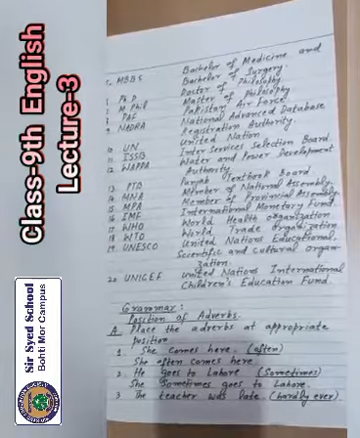 Class-9th English
Lecture-3
Sir Syed School
Bohti Mor Campus
MBBS Bachelor of Medicine and
Bachelor of Surgery.
Ph.D Doctor of Philosophy.
M Phil Master of Philosophy
PAF Pakistan Air Force.
NADRA National Advanced Database
Registration Authority.
10 UN United Nation
11 ISSB Inter Services Selection Board.
12 WAPDA Water and Power Development
Authority
13 PTB Punjab Textbook Board
14 MNA Member of National Assembly
15 MPA Member of Provincial Assembly
16 IMF International Monetary Fund
17 WHO World Health organization
18 WTO World Trade Organization
19 UNESCO United Nations Educational
Scientific and Cultural Organi-
zation.
20 UNICEF United Nations International
Children's Education Fund.
Grammar:
Position of Adverbs.
A. Place the adverbs at appropriate
position
1. She comes here. (often)
She often comes here.
2. He goes to Lahore (Sometimes)
She Sometimes goes to Lahore.
3 The teacher was late. (hardly ever)